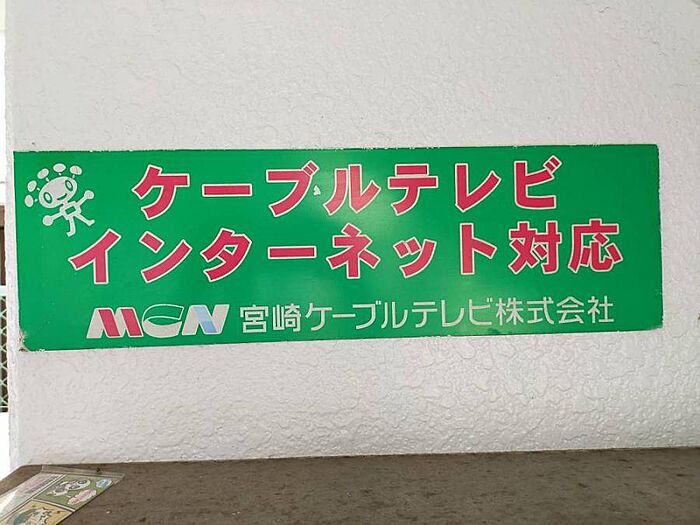 ケーブルテレビ
インターネット対応
MCN 宮崎ケーブルテレビ株式会社